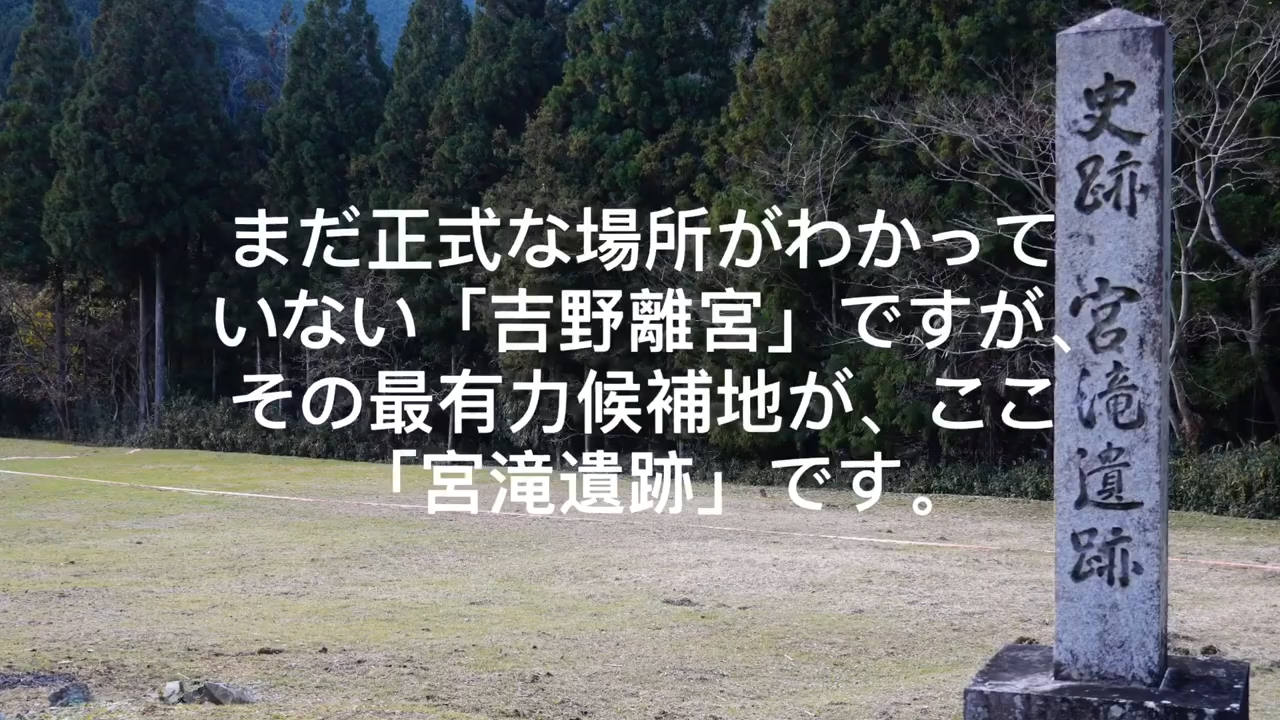 まだ正式な場所がわかって
いない「吉野離宮」ですが、
その最有力候補地が、ここ
「宮滝遺跡」です。
史跡 宮滝遺跡